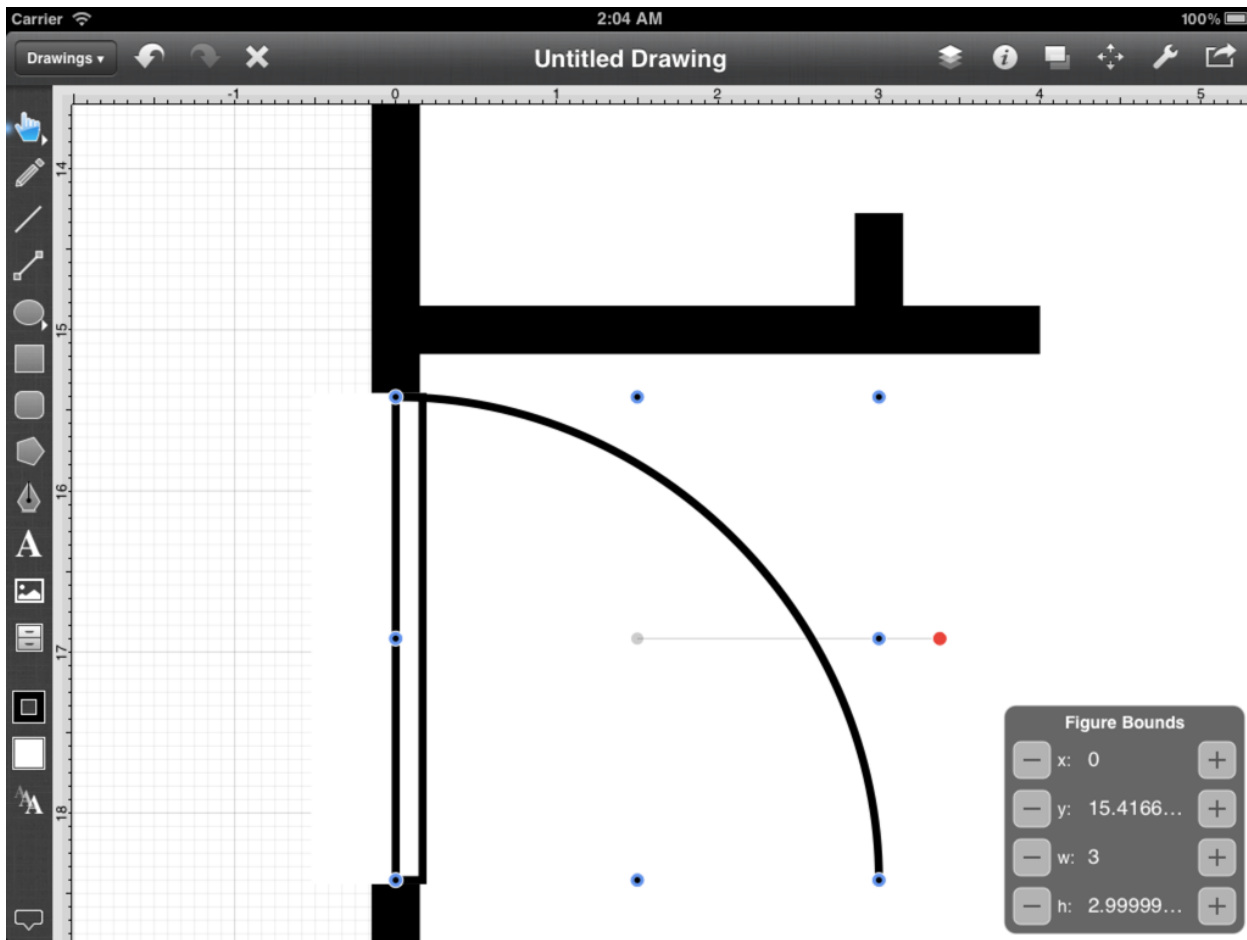 Carrier 2:04 AM 100%
Drawings ▾ Untitled Drawing
-1 0 1 2 3 4 5
14
15
16
17
18
A
AAA
Figure Bounds
− x: 0 +
− y: 15.4166... +
− w: 3 +
− h: 2.99999... +